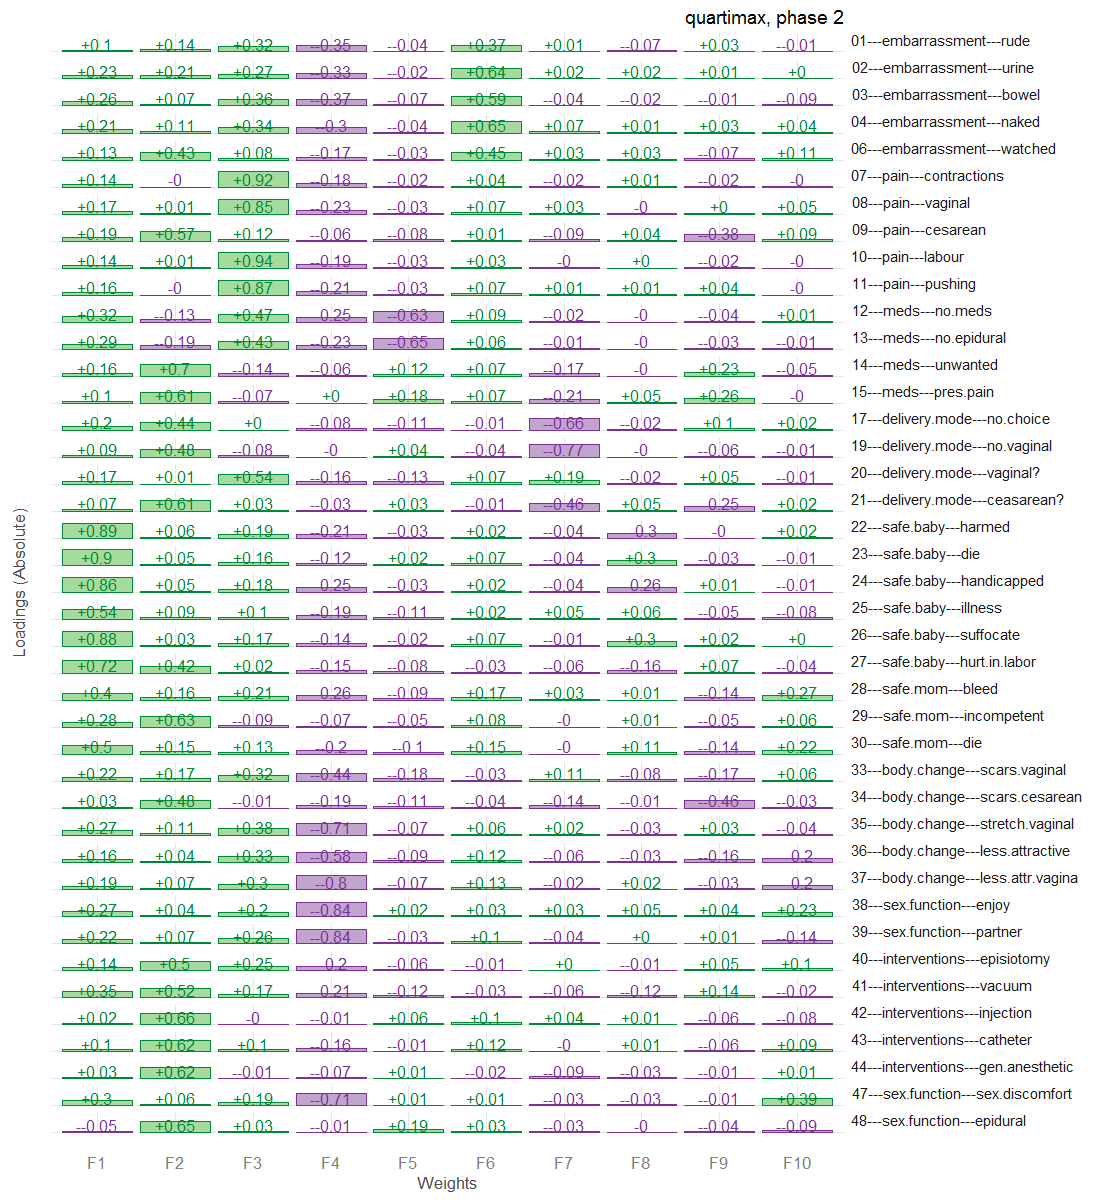 quartimax, phase 2
+0.1 +0.14 +0.32 --0.35 --0.04 +0.37 +0.01 --0.07 +0.03 --0.01 01---embarrassment---rude
+0.23 +0.21 +0.27 --0.33 --0.02 +0.64 +0.02 +0.02 +0.01 +0 02---embarrassment---urine
+0.26 +0.07 +0.36 --0.37 --0.07 +0.59 --0.04 --0.02 --0.01 --0.09 03---embarrassment---bowel
+0.21 +0.11 +0.34 --0.3 --0.04 +0.65 +0.07 +0.01 +0.03 +0.04 04---embarrassment---naked
+0.13 +0.43 +0.08 --0.17 --0.03 +0.45 +0.03 +0.03 --0.07 +0.11 06---embarrassment---watched
+0.14 -0 +0.92 --0.18 --0.02 +0.04 --0.02 +0.01 --0.02 -0 07---pain---contractions
+0.17 +0.01 +0.85 --0.23 --0.03 +0.07 +0.03 -0 +0 +0.05 08---pain---vaginal
+0.19 +0.57 +0.12 --0.06 --0.08 +0.01 --0.09 +0.04 --0.38 +0.09 09---pain---cesarean
+0.14 +0.01 +0.94 --0.19 --0.03 +0.03 -0 +0 --0.02 -0 10---pain---labour
+0.16 -0 +0.87 --0.21 --0.03 +0.07 +0.01 +0.01 +0.04 -0 11---pain---pushing
+0.32 --0.13 +0.47 --0.25 --0.63 +0.09 --0.02 -0 --0.04 +0.01 12---meds---no.meds
+0.29 --0.19 +0.43 --0.23 --0.65 +0.06 --0.01 -0 --0.03 --0.01 13---meds---no.epidural
+0.16 +0.7 --0.14 --0.06 +0.12 +0.07 --0.17 -0 +0.23 --0.05 14---meds---unwanted
+0.1 +0.61 --0.07 +0 +0.18 +0.07 --0.21 +0.05 +0.26 -0 15---meds---pres.pain
+0.2 +0.44 +0 --0.08 --0.11 --0.01 --0.66 --0.02 +0.1 +0.02 17---delivery.mode---no.choice
+0.09 +0.48 --0.08 -0 +0.04 --0.04 --0.77 -0 --0.06 --0.01 19---delivery.mode---no.vaginal
+0.17 +0.01 +0.54 --0.16 --0.13 +0.07 +0.19 --0.02 +0.05 --0.01 20---delivery.mode---vaginal?
+0.07 +0.61 +0.03 --0.03 +0.03 --0.01 --0.46 +0.05 --0.25 +0.02 21---delivery.mode---ceasarean?
+0.89 +0.06 +0.19 --0.21 --0.03 +0.02 --0.04 --0.3 -0 +0.02 22---safe.baby---harmed
+0.9 +0.05 +0.16 --0.12 +0.02 +0.07 --0.04 +0.3 --0.03 --0.01 23---safe.baby---die
+0.86 +0.05 +0.18 --0.25 --0.03 +0.02 --0.04 --0.26 +0.01 --0.01 24---safe.baby---handicapped
+0.54 +0.09 +0.1 --0.19 --0.11 +0.02 +0.05 +0.06 --0.05 --0.08 25---safe.baby---illness
+0.88 +0.03 +0.17 --0.14 --0.02 +0.07 --0.01 +0.3 +0.02 +0 26---safe.baby---suffocate
+0.72 +0.42 +0.02 --0.15 --0.08 --0.03 --0.06 --0.16 +0.07 --0.04 27---safe.baby---hurt.in.labor
+0.4 +0.16 +0.21 --0.26 --0.09 +0.17 +0.03 +0.01 --0.14 +0.27 28---safe.mom---bleed
+0.28 +0.63 --0.09 --0.07 --0.05 +0.08 -0 +0.01 --0.05 +0.06 29---safe.mom---incompetent
+0.5 +0.15 +0.13 --0.2 --0.1 +0.15 -0 +0.11 --0.14 +0.22 30---safe.mom---die
+0.22 +0.17 +0.32 --0.44 --0.18 --0.03 +0.11 --0.08 --0.17 +0.06 33---body.change---scars.vaginal
+0.03 +0.48 --0.01 --0.19 --0.11 --0.04 --0.14 --0.01 --0.46 --0.03 34---body.change---scars.cesarean
+0.27 +0.11 +0.38 --0.71 --0.07 +0.06 +0.02 --0.03 +0.03 --0.04 35---body.change---stretch.vaginal
+0.16 +0.04 +0.33 --0.58 --0.09 +0.12 --0.06 --0.03 --0.16 --0.2 36---body.change---less.attractive
+0.19 +0.07 +0.3 --0.8 --0.07 +0.13 --0.02 +0.02 --0.03 --0.2 37---body.change---less.attr.vagina
+0.27 +0.04 +0.2 --0.84 +0.02 +0.03 +0.03 +0.05 +0.04 +0.23 38---sex.function---enjoy
+0.22 +0.07 +0.26 --0.84 --0.03 +0.1 --0.04 +0 +0.01 --0.14 39---sex.function---partner
+0.14 +0.5 +0.25 --0.2 --0.06 --0.01 +0 --0.01 +0.05 +0.1 40---interventions---episiotomy
+0.35 +0.52 +0.17 --0.21 --0.12 --0.03 --0.06 --0.12 +0.14 --0.02 41---interventions---vacuum
+0.02 +0.66 -0 --0.01 +0.06 +0.1 +0.04 +0.01 --0.06 --0.08 42---interventions---injection
+0.1 +0.62 +0.1 --0.16 --0.01 +0.12 -0 +0.01 --0.06 +0.09 43---interventions---catheter
+0.03 +0.62 --0.01 --0.07 +0.01 --0.02 --0.09 --0.03 --0.01 +0.01 44---interventions---gen.anesthetic
+0.3 +0.06 +0.19 --0.71 +0.01 +0.01 --0.03 --0.03 --0.01 +0.39 47---sex.function---sex.discomfort
--0.05 +0.65 +0.03 --0.01 +0.19 +0.03 --0.03 -0 --0.04 --0.09 48---sex.function---epidural
F1 F2 F3 F4 F5 F6 F7 F8 F9 F10
Weights
Loadings (Absolute)